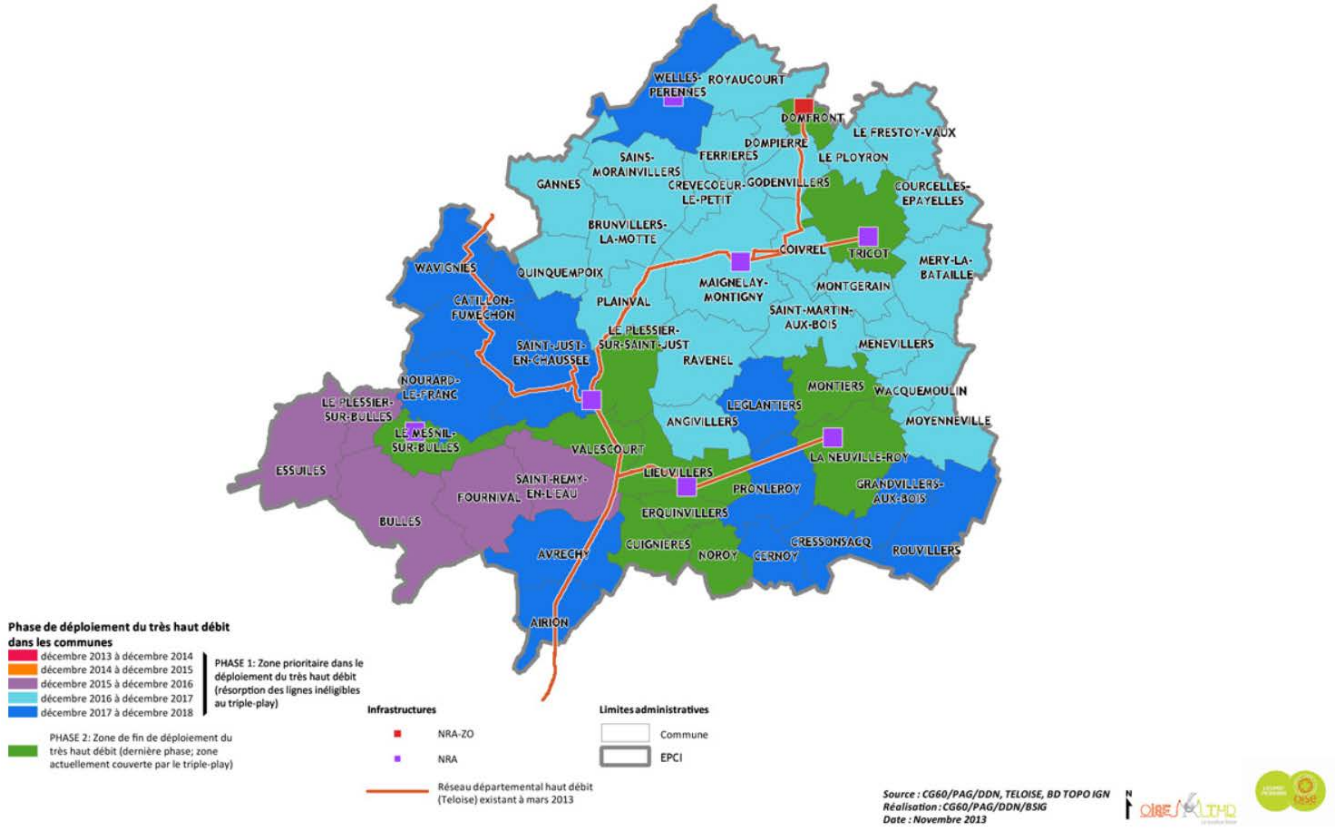 WELLES-
PERENNES
ROYAUCOURT
DOMFRONT
LE FRESTOY-VAUX
DOMPIERRE
FERRIERES
LE PLOYRON
SAINS-
MORAINVILLERS
GANNES
CREVECOEUR-
LE-PETIT
GODENVILLERS
COURCELLES-
EPAYELLES
BRUNVILLERS-
LA-MOTTE
COIVREL
TRICOT
MERY-LA-
BATAILLE
WAVIGNIES
QUINQUEMPOIX
MAIGNELAY-
MONTIGNY
MONTGERAIN
CATILLON-
FUMECHON
PLAINVAL
SAINT-MARTIN-
AUX-BOIS
LE PLESSIER-
SUR-SAINT-JUST
SAINT-JUST-
EN-CHAUSSEE
RAVENEL
MENEVILLERS
NOURARD-
LE-FRANC
MONTIERS
WACQUEMOULIN
LE PLESSIER-
SUR-BULLES
LEGLANTIERS
ANGIVILLERS
MOYENNEVILLE
LE MESNIL-
SUR-BULLES
VALESCOURT
LA NEUVILLE-ROY
ESSUILES
LIEUVILLERS
SAINT-REMY-
EN-L'EAU
FOURNIVAL
PRONLEROY
GRANDVILLERS-
AUX-BOIS
BULLES
ERQUINVILLERS
CUIGNIERES
NOROY
AVRECHY
CERNOY
CRESSONSACQ
ROUVILLERS
AIRION
Phase de déploiement du très haut débit
dans les communes
décembre 2013 à décembre 2014
décembre 2014 à décembre 2015
décembre 2015 à décembre 2016
décembre 2016 à décembre 2017
décembre 2017 à décembre 2018
PHASE 1: Zone prioritaire dans le
déploiement du très haut débit
(résorption des lignes inéligibles
au triple-play)
PHASE 2: Zone de fin de déploiement du
très haut débit (dernière phase; zone
actuellement couverte par le triple-play)
Infrastructures
NRA-ZO
NRA
Réseau départemental haut débit
(Teloise) existant à mars 2013
Limites administratives
Commune
EPCI
Source : CG60/PAG/DDN, TELOISE, BD TOPO IGN
Réalisation : CG60/PAG/DDN/BSIG
Date : Novembre 2013
N
oise